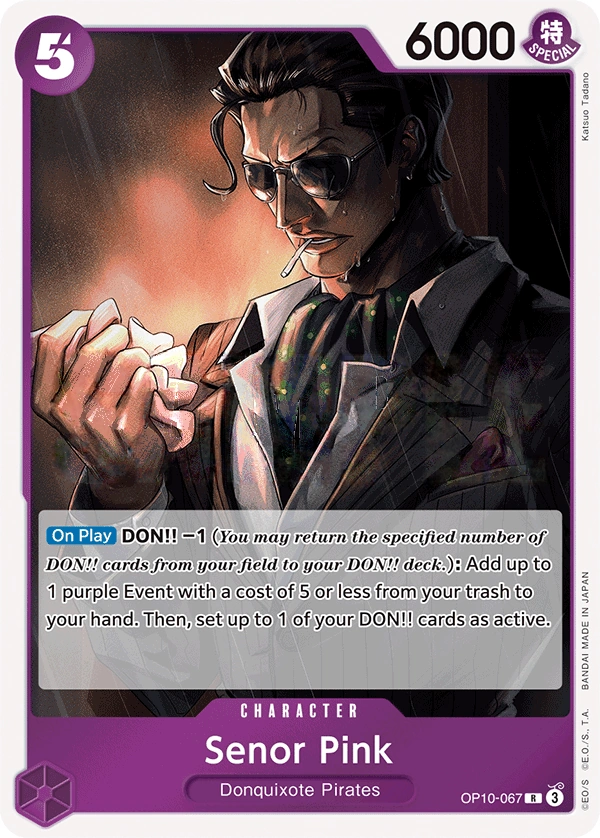 5
6000
特
SPECIAL
Katsuo Tadano
On Play DON!! −1 (You may return the specified number of
DON!! cards from your field to your DON!! deck.): Add up to
1 purple Event with a cost of 5 or less from your trash to
your hand. Then, set up to 1 of your DON!! cards as active.
CHARACTER
Senor Pink
Donquixote Pirates
OP10-067 R 3
©EO/S ©E.O./S., T.A. BANDAI MADE IN JAPAN